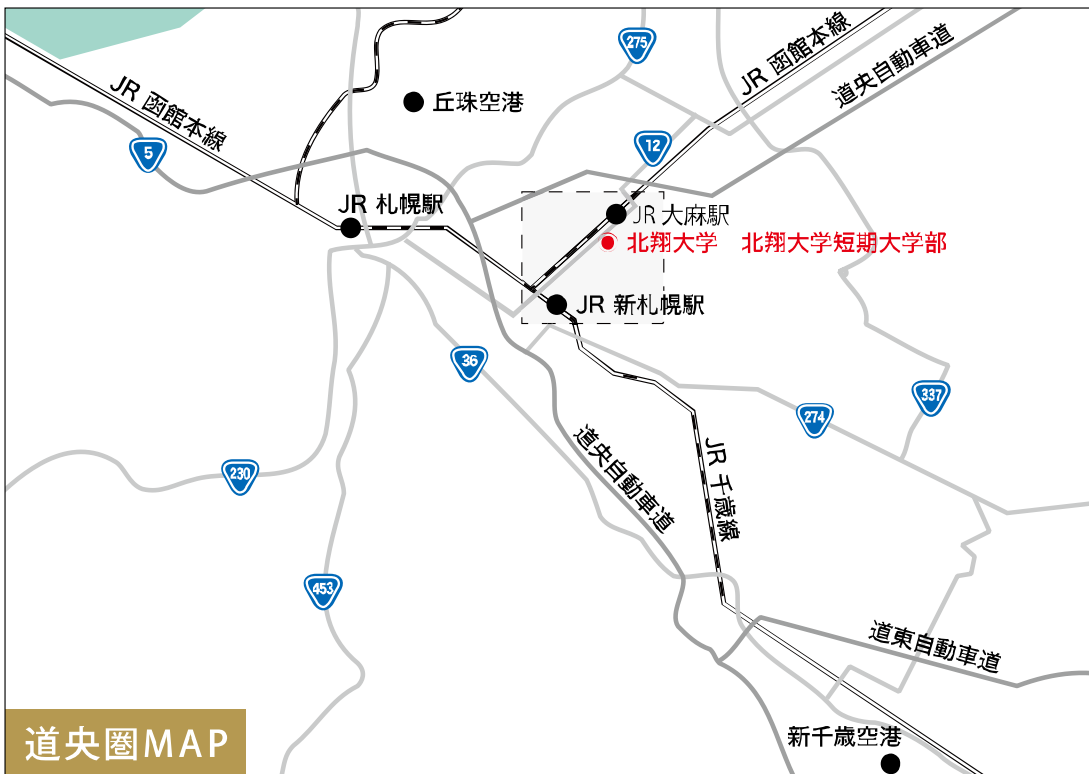 275
JR 函館本線
道央自動車道
JR 函館本線
丘珠空港
5
12
JR 札幌駅
JR 大麻駅
北翔大学 北翔大学短期大学部
JR 新札幌駅
36
337
274
道央自動車道
JR 千歳線
230
453
道東自動車道
道央圏MAP
新千歳空港